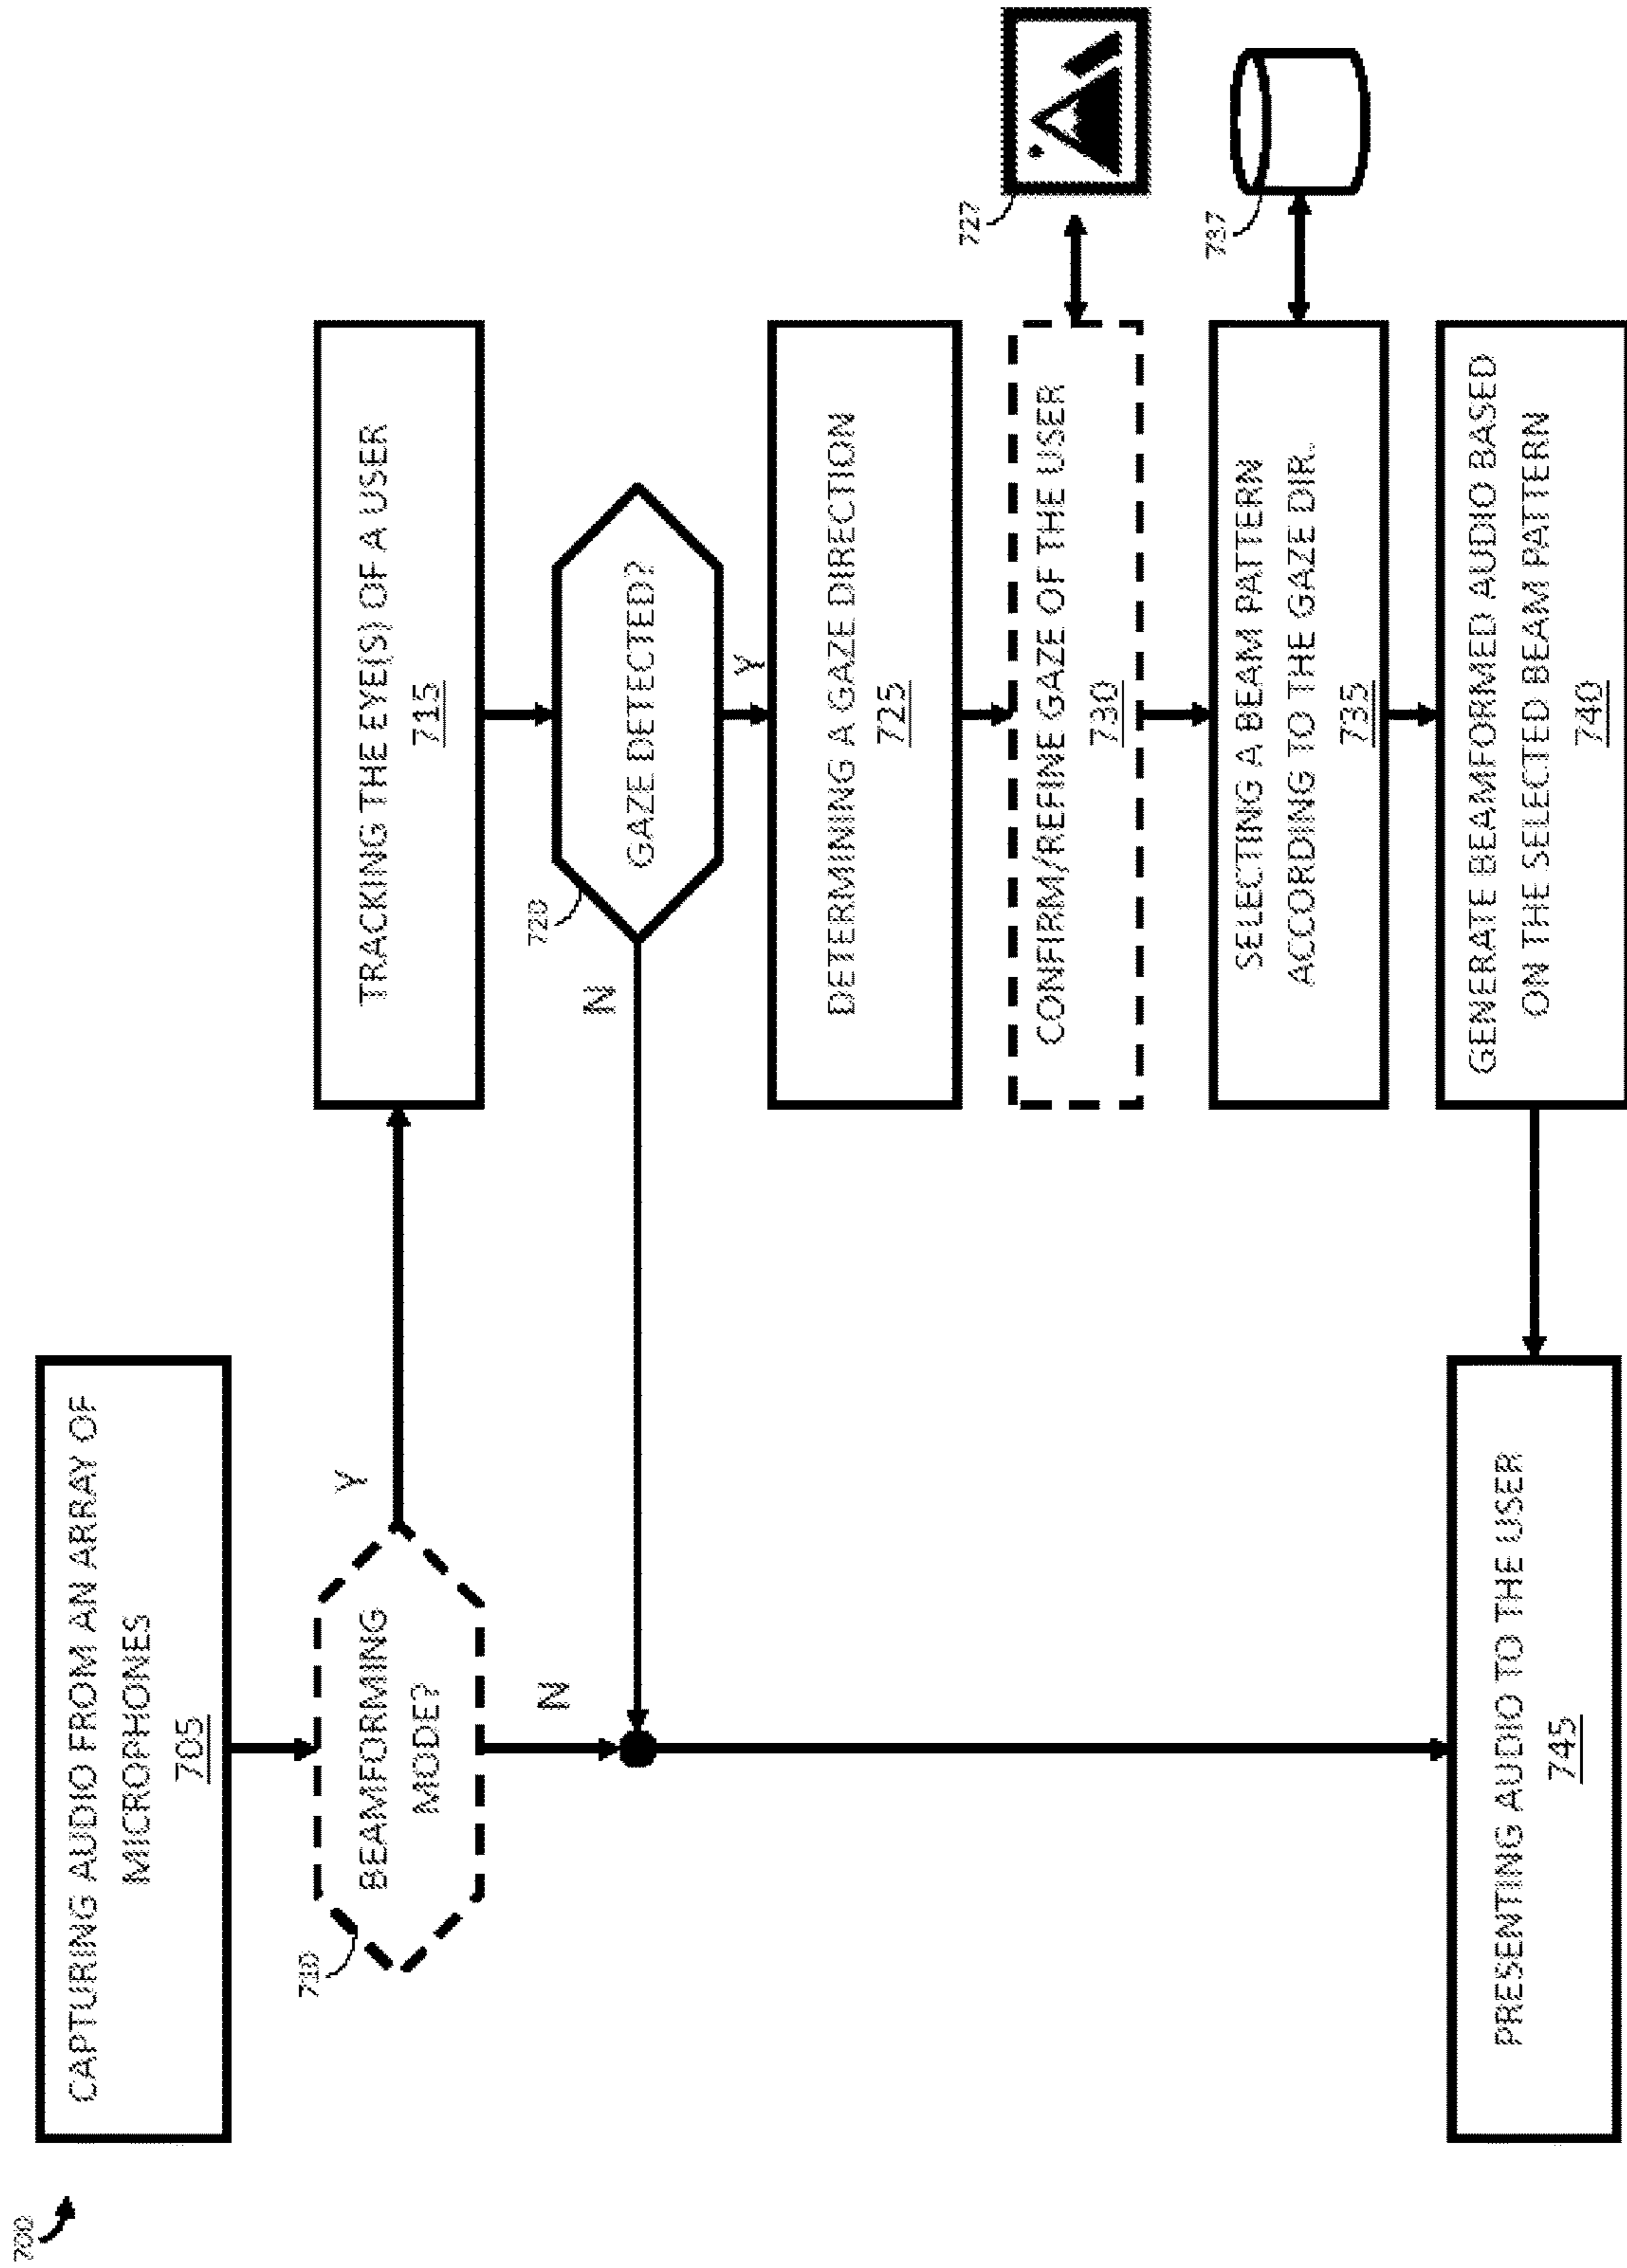 700
CAPTURING AUDIO FROM AN ARRAY OF
MICROPHONES
705
710
BEAMFORMING
MODE?
Y
N
TRACKING THE EYE(S) OF A USER
715
720
GAZE DETECTED?
N
Y
DETERMINING A GAZE DIRECTION
725
727
CONFIRM/REFINE GAZE OF THE USER
730
737
SELECTING A BEAM PATTERN
ACCORDING TO THE GAZE DIR.
735
GENERATE BEAMFORMED AUDIO BASED
ON THE SELECTED BEAM PATTERN
740
PRESENTING AUDIO TO THE USER
745